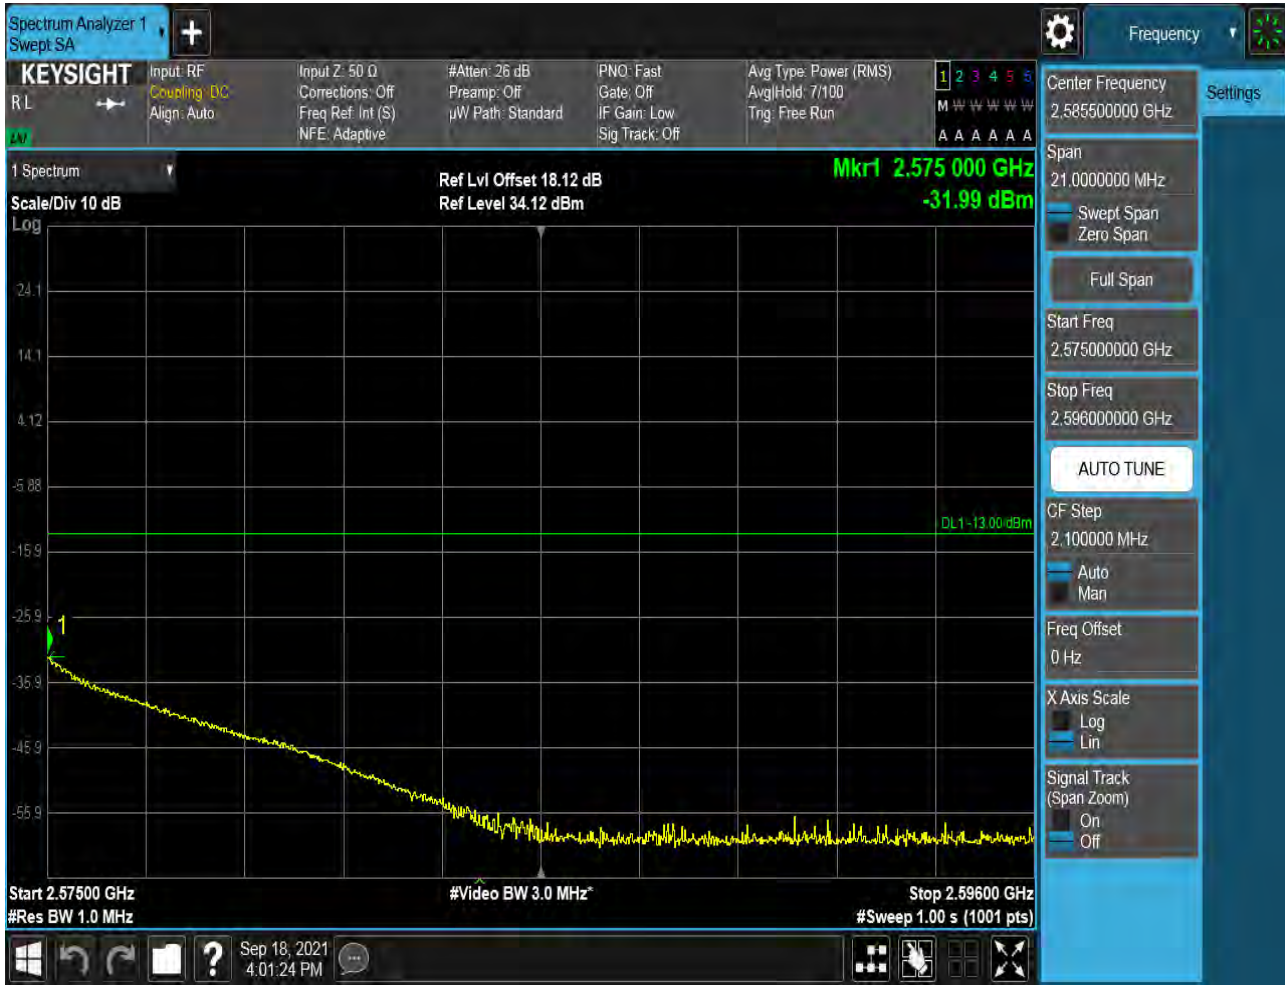 Spectrum Analyzer 1
Swept SA
Frequency
KEYSIGHT
R L
LNI
Input: RF
Coupling: DC
Align: Auto
Input Z: 50 Ω
Corrections: Off
Freq Ref: Int (S)
NFE: Adaptive
#Atten: 26 dB
Preamp: Off
µW Path: Standard
PNO: Fast
Gate: Off
IF Gain: Low
Sig Track: Off
Avg Type: Power (RMS)
Avg|Hold: 7/100
Trig: Free Run
1 2 3 4 5 6
M W W W W W
A A A A A A
1 Spectrum
Scale/Div 10 dB
Log
Ref Lvl Offset 18.12 dB
Ref Level 34.12 dBm
Mkr1 2.575 000 GHz
-31.99 dBm
24.1
14.1
4.12
-5.88
DL1 -13.00 dBm
-15.9
-25.9
1
-35.9
-45.9
-55.9
Start 2.57500 GHz
#Res BW 1.0 MHz
#Video BW 3.0 MHz*
Stop 2.59600 GHz
#Sweep 1.00 s (1001 pts)
Sep 18, 2021
4:01:24 PM
Center Frequency
2.585500000 GHz
Settings
Span
21.0000000 MHz
Swept Span
Zero Span
Full Span
Start Freq
2.575000000 GHz
Stop Freq
2.596000000 GHz
AUTO TUNE
CF Step
2.100000 MHz
Auto
Man
Freq Offset
0 Hz
X Axis Scale
Log
Lin
Signal Track
(Span Zoom)
On
Off